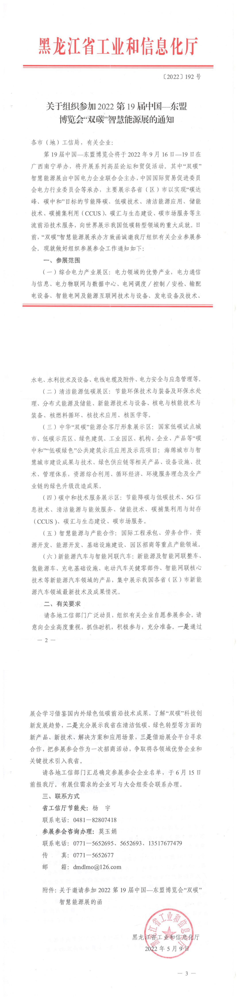 黑龙江省工业和信息化厅
〔2022〕192 号
关于组织参加 2022 第 19 届中国—东盟
博览会“双碳”智慧能源展的通知
各市（地）工信局，有关企业：
第 19 届中国—东盟博览会将于 2022 年 9 月 16 日—19 日在
广西南宁举办，将开展系列高层论坛和贸促活动。其中“双碳”
智慧能源展由中国电力企业联合会主办，中国国际贸易促进委员
会电力行业委员会等承办，主要展示各省（区）市以实现“碳达
峰、碳中和”目标的节能降碳、低碳技术、清洁能源应用、储能
技术、碳捕集利用（CCUS）、碳汇与生态建设、碳市场服务等主
流前沿技术服务，向世界展示我国低碳转型领域的重大成就。日
前，“双碳”智慧能源展承办方致函诚邀我厅组织有关企业参展参
会。现就做好组织参展参会工作通知如下：
一、参展范围
（一）综合电力产业展区：电力领域的优势产业，电力通信
与信息、电力物联网与数据中心、电网调度／控制／安检、输配
电设备、智能电网及能源互联网技术与设备、发电设备及技术、
水电、水利技术及设备、电线电缆及附件、电力安全与应急管理等。
（二）清洁能源低碳展区：节能环保技术与装备及环保水处
理、分布式能源及储能、新能源技术与设备、核电与核能技术与
装备、核燃料循环、核技术应用、核医学等。
（三）中华“双碳”能源会客厅形象展示区：国家低碳试点城
市、低碳示范区、绿色建筑、工业园区、机构、企业、产品等“碳
中和”“低碳绿色”公共建筑示范应用及示范项目；海绵城市与智
慧城市建设成果与技术、绿色供应链等相关产品、设备设施、技
术、管理体系，资源综合利用、循环经济、环境服务理念及全产
业链的绿色升级改造成果。
（四）碳中和技术服务展示区：节能降碳与低碳技术、5G 信
息技术、清洁能源与能效服务、储能技术、碳捕集利用与封存
（CCUS）、碳汇与生态建设、碳市场服务。
（五）智慧能源与产能合作：国际工程承包、劳务合作，资
源开发、能源开发、基础设施建设、园区招商等重点产能领域。
（六）新能源汽车与智能网联汽车：新能源及智能网联整车、
氢能源车、充电基础设施、电动汽车关健零部件、智能网联核心
技术等新能源汽车领域的产品，集中展示我国各省（区）市新能
源汽车领域最新技术及成果情况。
二、有关要求
请各地工信部门广泛动员，组织有关企业自愿参展参会。请
意向企业高度重视，抓住时机，积极参与，充分准备。一是通过
— 2 —
展会学习借鉴国内外绿色低碳前沿技术成果，了解“双碳”科技创
新发展趋势，二是充分展示我省在清洁低碳、绿色转型等方面的
新产品、新技术、解决方案和应用场景，三是借助展会平台寻求
合作，把参展参会作为一次招商活动，争取将各领域优势企业和
关键技术引入我省。
请各地工信部门汇总确定参展参会企业名单，于 6 月 15 日
前报我厅。有展位需求的企业可与大会组委会联系办理。
三、联系方式
省工信厅节能处：杨　宇
联系电话：0481—82807418
参展参会咨询办理：莫玉娟
联系电话：0771—5652695、5652693、13517677479
传　　真：0771—5652677
邮　　箱：dmdlmo@126.com
附件：关于邀请参加 2022 第 19 届中国—东盟博览会“双碳”
智慧能源展的函
黑龙江省工业和信息化厅
黑龙江省工业和信息化厅
2022 年 5 月 9 日
— 3 —